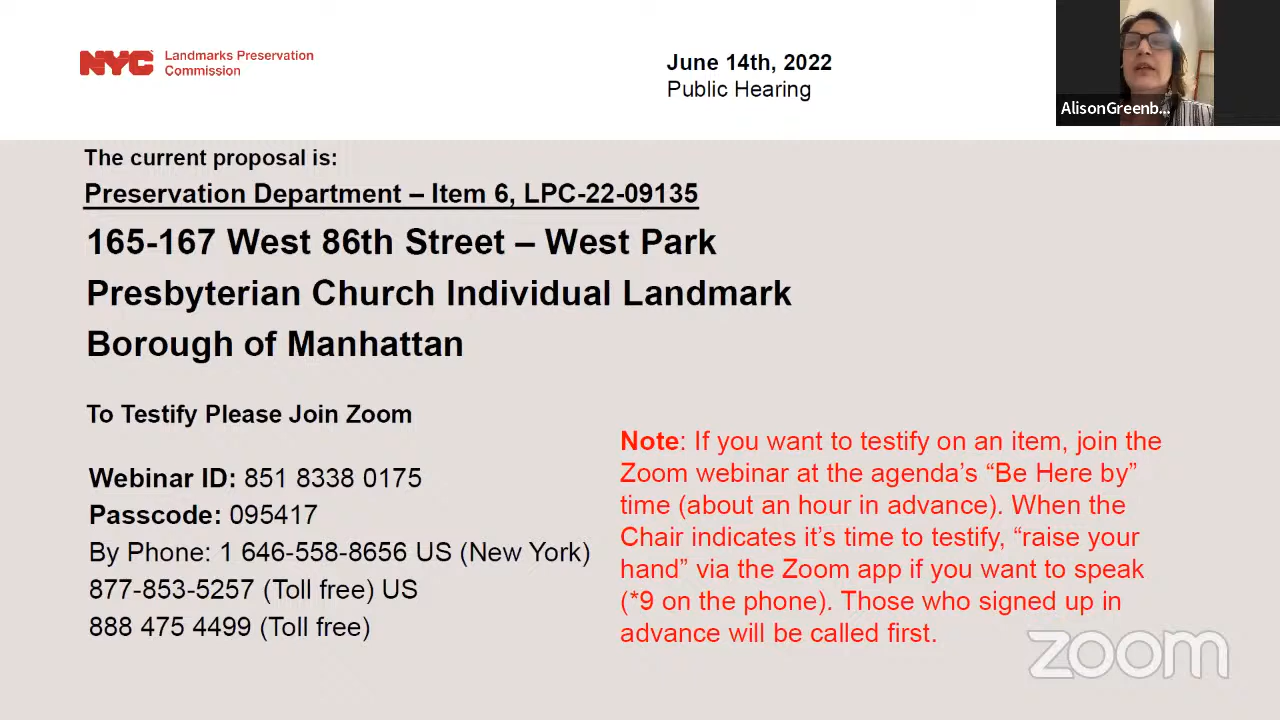 NYC Landmarks Preservation
Commission
June 14th, 2022
Public Hearing
AlisonGreenb...
The current proposal is:
Preservation Department – Item 6, LPC-22-09135
165-167 West 86th Street – West Park
Presbyterian Church Individual Landmark
Borough of Manhattan
To Testify Please Join Zoom
Webinar ID: 851 8338 0175
Passcode: 095417
By Phone: 1 646-558-8656 US (New York)
877-853-5257 (Toll free) US
888 475 4499 (Toll free)
Note: If you want to testify on an item, join the
Zoom webinar at the agenda’s “Be Here by”
time (about an hour in advance). When the
Chair indicates it’s time to testify, “raise your
hand” via the Zoom app if you want to speak
(*9 on the phone). Those who signed up in
advance will be called first.
zoom